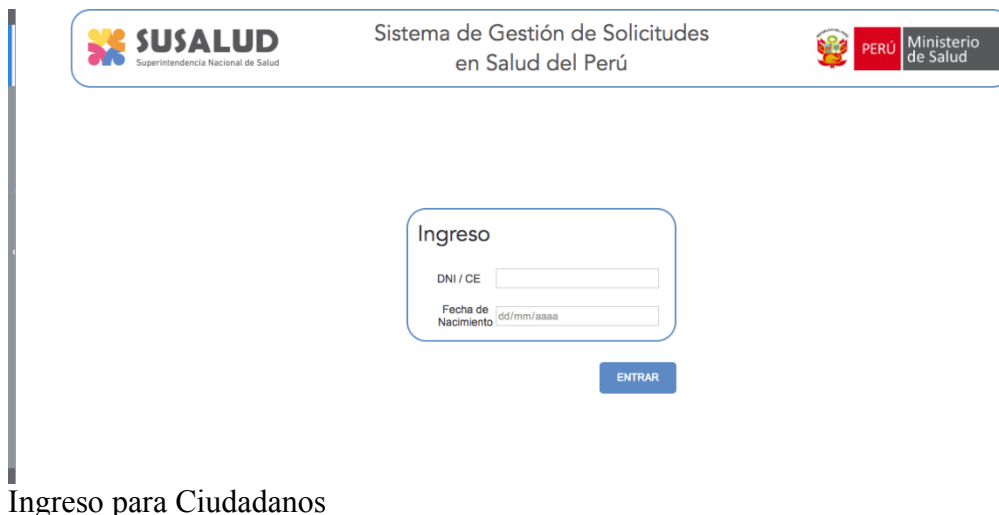 SUSALUD
Superintendencia Nacional de Salud
Sistema de Gestión de Solicitudes
en Salud del Perú
PERÚ
Ministerio
de Salud
Ingreso
DNI / CE
Fecha de
Nacimiento
dd/mm/aaaa
ENTRAR
Ingreso para Ciudadanos